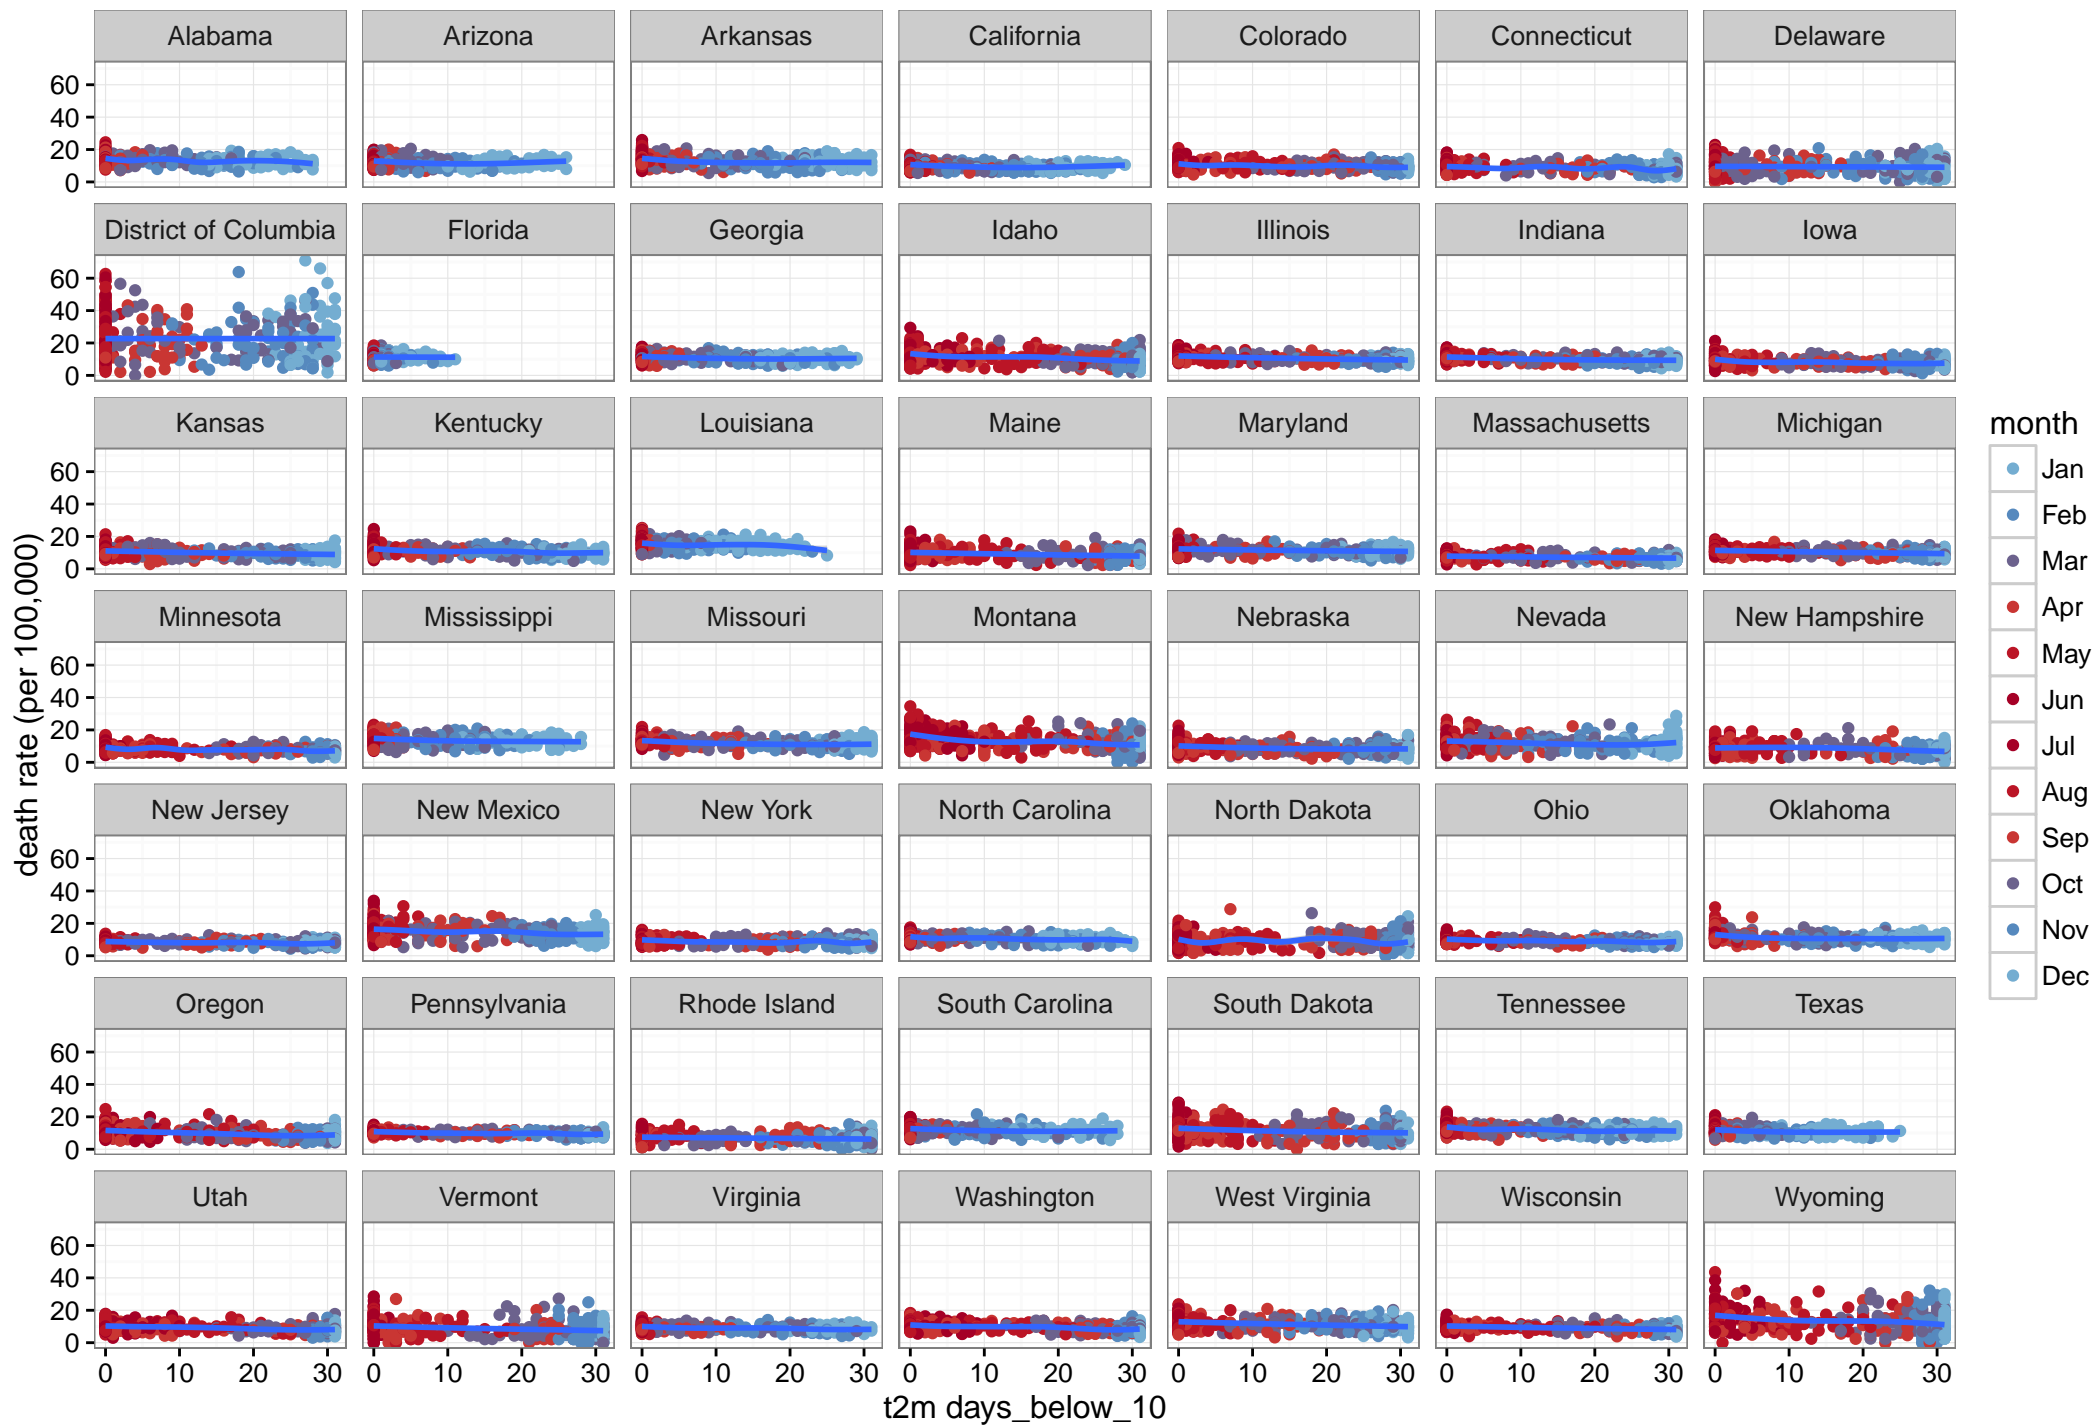 Alabama Arizona Arkansas California Colorado Connecticut Delaware
60
40
20
0
District of Columbia Florida Georgia Idaho Illinois Indiana Iowa
60
40
20
0
Kansas Kentucky Louisiana Maine Maryland Massachusetts Michigan
60
40
20
0
Minnesota Mississippi Missouri Montana Nebraska Nevada New Hampshire
60
40
20
0
New Jersey New Mexico New York North Carolina North Dakota Ohio Oklahoma
60
40
20
0
Oregon Pennsylvania Rhode Island South Carolina South Dakota Tennessee Texas
60
40
20
0
Utah Vermont Virginia Washington West Virginia Wisconsin Wyoming
60
40
20
0
0 10 20 30 0 10 20 30 0 10 20 30 0 10 20 30 0 10 20 30 0 10 20 30 0 10 20 30
t2m days_below_10
death rate (per 100,000)
month
Jan
Feb
Mar
Apr
May
Jun
Jul
Aug
Sep
Oct
Nov
Dec